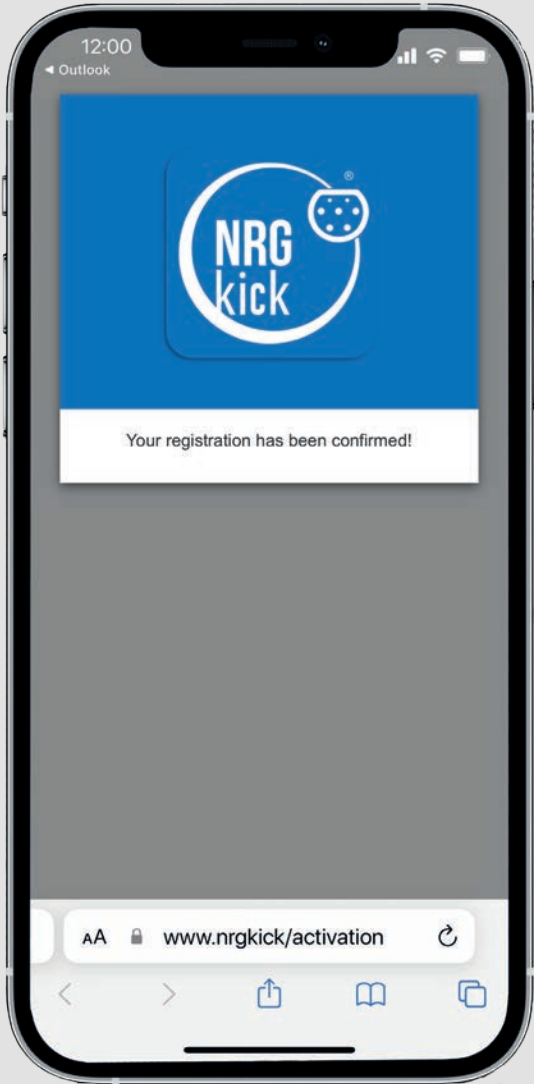 12:00
◀ Outlook
®
NRG
kick
Your registration has been confirmed!
AA www.nrgkick/activation